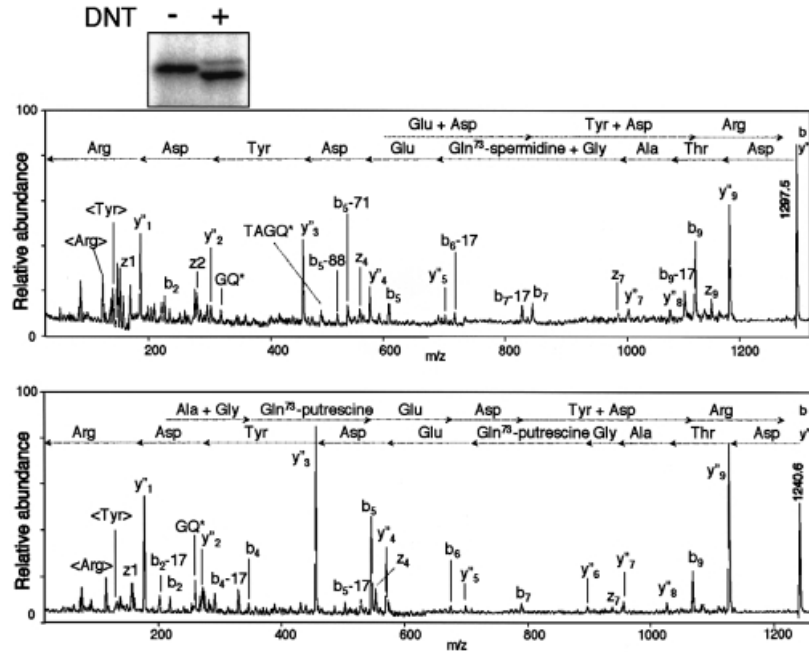 DNT - +
100
Glu + Asp Tyr + Asp Arg b
Arg Asp Tyr Asp Glu Gln73-spermidine + Gly Ala Thr Asp y"
Relative abundance
0
<Arg>
<Tyr>
z1
y"1
b2
z2
y"2
GQ*
y"3
TAGQ*
b5-88
b5-71
z4
y"4
b5
y"5
b6-17
b7-17
b7
z7
y"7
y"8
b9-17
b9
z9
y"9
1297.5
200 400 600 800 1000 1200
m/z
100
Ala + Gly Gln73-putrescine Glu Asp Tyr + Asp Arg b
Arg Asp Tyr Asp Glu Gln73-putrescine Gly Ala Thr Asp y"
Relative abundance
0
<Arg>
<Tyr>
z1
y"1
b2-17
b2
GQ*
y"2
b4-17
b4
y"3
b5-17
b5
y"4
z4
b6
y"5
b7
y"6
z7
y"7
y"8
b9
y"9
1240.6
200 400 600 800 1000 1200
m/z